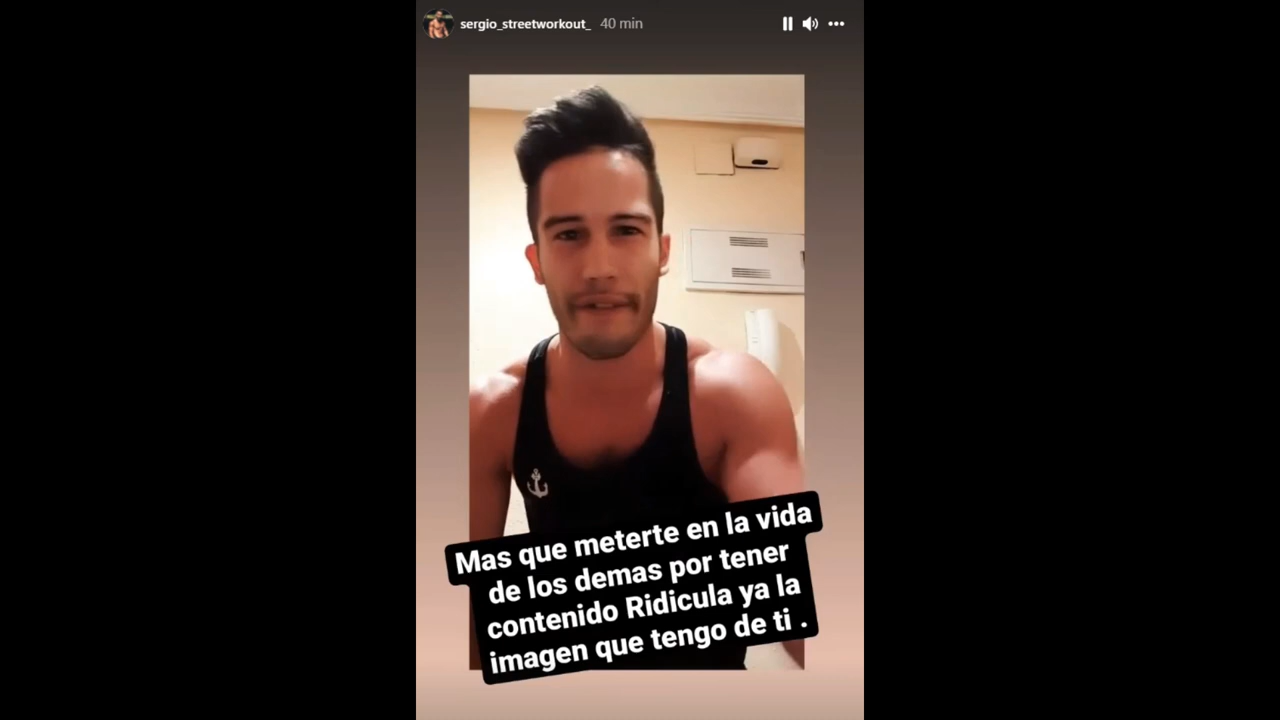 sergio_streetworkout_ 40 min
Mas que meterte en la vida
de los demas por tener
contenido Ridicula ya la
imagen que tengo de ti .